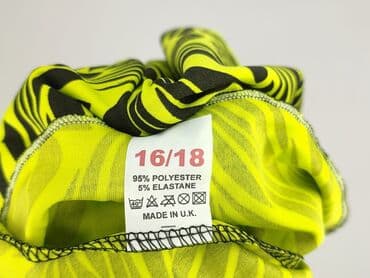 16/18
95% POLYESTER
5% ELASTANE
MADE IN U.K.